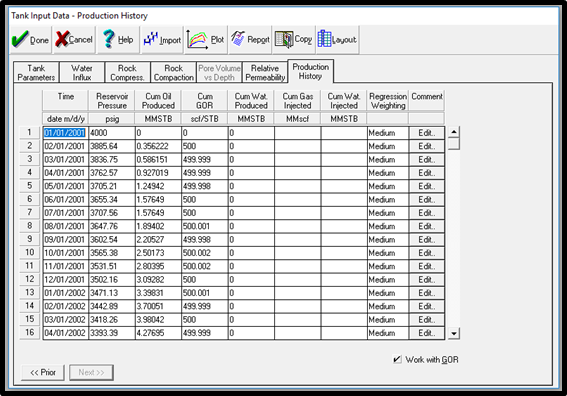 Tank Input Data - Production History
Done Cancel Help Import Plot Report Copy Layout
Tank Parameters Water Influx Rock Compress. Rock Compaction Pore Volume vs Depth Relative Permeability Production History
Time Reservoir Pressure Cum Oil Produced Cum GOR Cum Wat. Produced Cum Gas Injected Cum Wat. Injected Regression Weighting Comment
date m/d/y psig MMSTB scf/STB MMSTB MMscf MMSTB
1 01/01/2001 4000 0 0 0 Medium Edit..
2 02/01/2001 3885.64 0.356222 500 0 Medium Edit..
3 03/01/2001 3836.75 0.586151 499.999 0 Medium Edit..
4 04/01/2001 3762.57 0.927019 499.999 0 Medium Edit..
5 05/01/2001 3705.21 1.24942 499.998 0 Medium Edit..
6 06/01/2001 3655.34 1.57649 500 0 Medium Edit..
7 07/01/2001 3707.56 1.57649 500 0 Medium Edit..
8 08/01/2001 3647.76 1.89402 500.001 0 Medium Edit..
9 09/01/2001 3602.54 2.20527 499.998 0 Medium Edit..
10 10/01/2001 3565.38 2.50173 500.002 0 Medium Edit..
11 11/01/2001 3531.51 2.80395 500.002 0 Medium Edit..
12 12/01/2001 3502.16 3.09282 500 0 Medium Edit..
13 01/01/2002 3471.13 3.39831 500.001 0 Medium Edit..
14 02/01/2002 3442.89 3.70051 499.999 0 Medium Edit..
15 03/01/2002 3418.26 3.98042 500 0 Medium Edit..
16 04/01/2002 3393.39 4.27695 499.999 0 Medium Edit..
Work with GOR
<< Prior Next >>